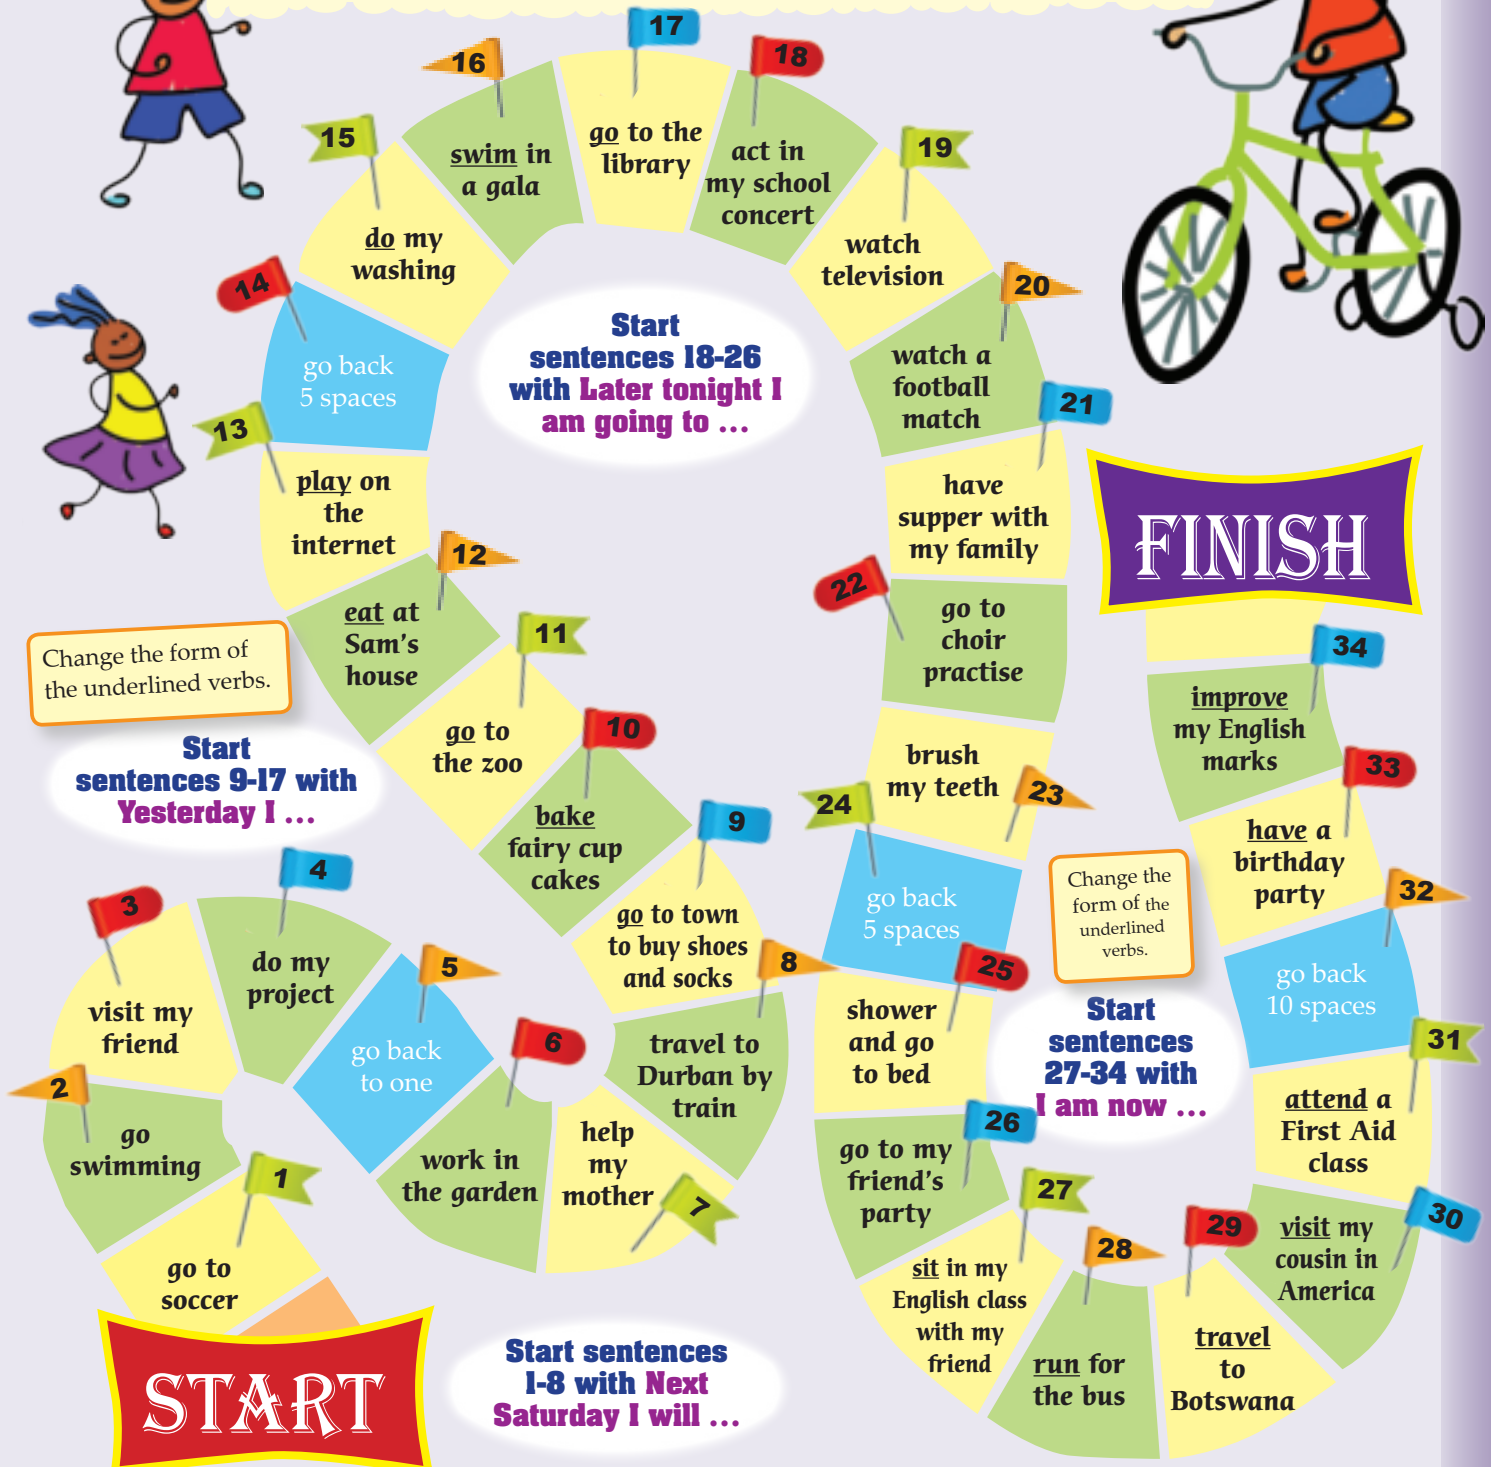 START
Start sentences
1-8 with Next
Saturday I will ...
1
go to
soccer
2
go
swimming
3
visit my
friend
4
do my
project
5
go back
to one
6
work in
the garden
7
help
my
mother
8
travel to
Durban by
train
Change the form of
the underlined verbs.
Start
sentences 9-17 with
Yesterday I ...
9
go to town
to buy shoes
and socks
10
bake
fairy cup
cakes
11
go to
the zoo
12
eat at
Sam's
house
13
play on
the
internet
14
go back
5 spaces
15
do my
washing
16
swim in
a gala
17
go to the
library
Start
sentences 18-26
with Later tonight I
am going to ...
18
act in
my school
concert
19
watch
television
20
watch a
football
match
21
have
supper with
my family
22
go to
choir
practise
23
brush
my teeth
24
go back
5 spaces
25
shower
and go
to bed
26
go to my
friend's
party
Change the
form of the
underlined
verbs.
Start
sentences
27-34 with
I am now ...
27
sit in my
English class
with my
friend
28
run for
the bus
29
travel
to
Botswana
30
visit my
cousin in
America
31
attend a
First Aid
class
32
go back
10 spaces
33
have a
birthday
party
34
improve
my English
marks
FINISH